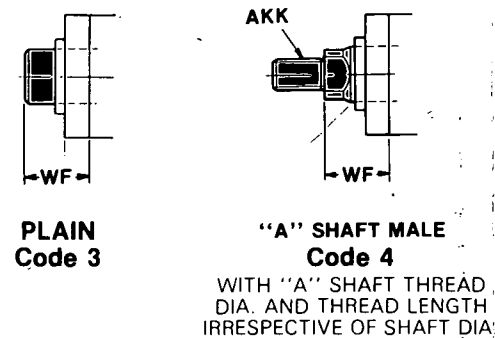 AKK
WF
WF
PLAIN
Code 3
"A" SHAFT MALE
Code 4
WITH "A" SHAFT THREAD
DIA. AND THREAD LENGTH
IRRESPECTIVE OF SHAFT DIA